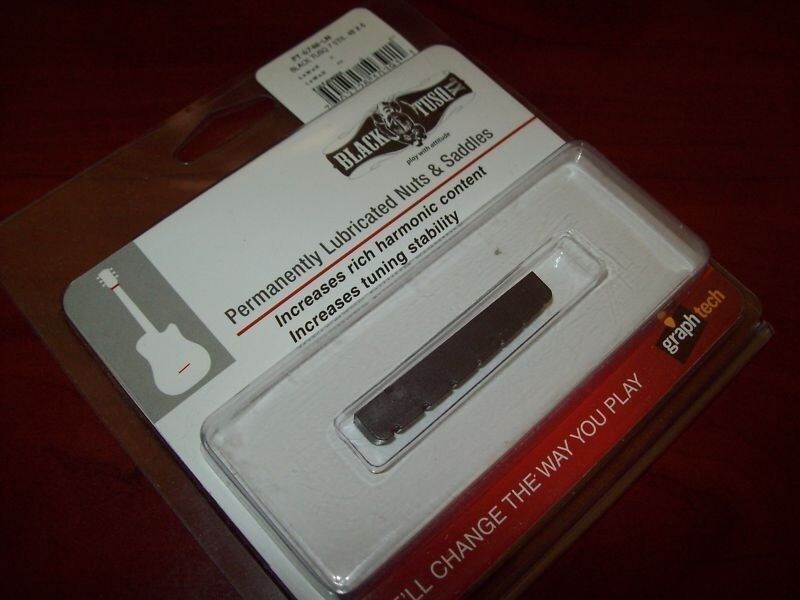 BLACK TUSQ XL
play with attitude
Permanently Lubricated Nuts & Saddles
Increases rich harmonic content
Increases tuning stability
graph tech
'LL CHANGE THE WAY YOU PLAY